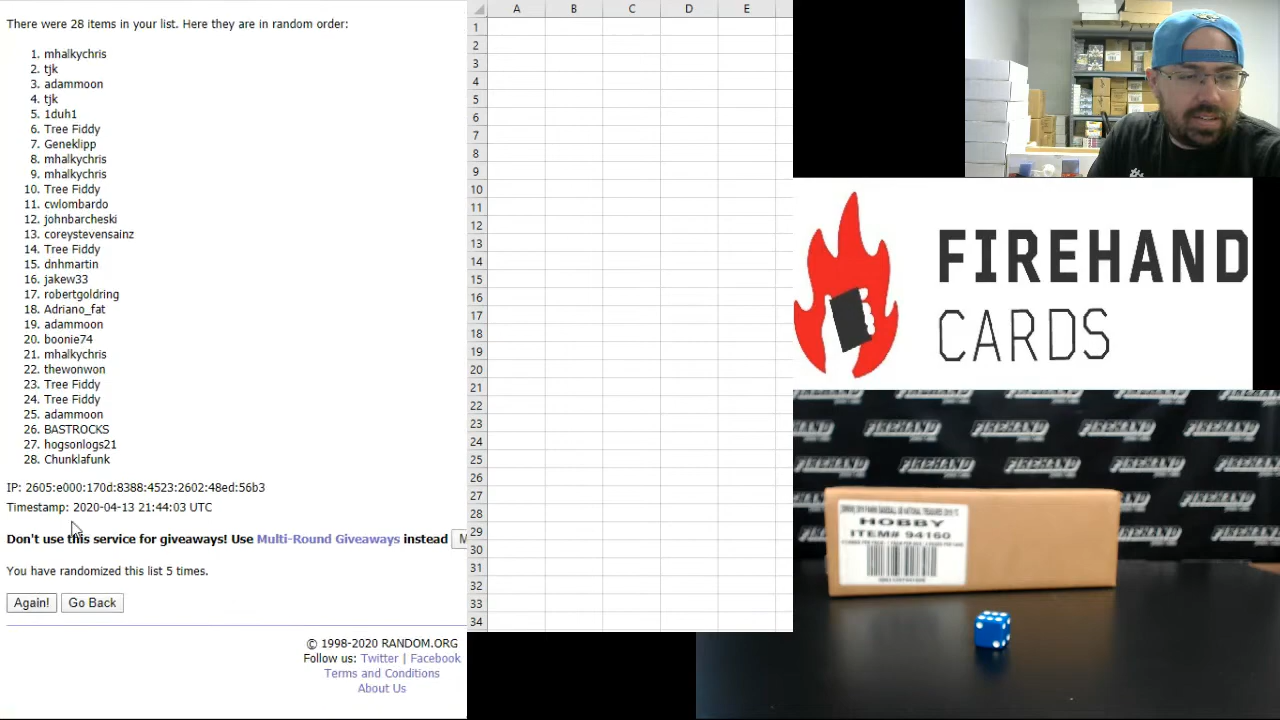 There were 28 items in your list. Here they are in random order:
1. mhalkychris
2. tjk
3. adammoon
4. tjk
5. 1duh1
6. Tree Fiddy
7. Geneklipp
8. mhalkychris
9. mhalkychris
10. Tree Fiddy
11. cwlombardo
12. johnbarcheski
13. coreystevensainz
14. Tree Fiddy
15. dnhmartin
16. jakew33
17. robertgoldring
18. Adriano_fat
19. adammoon
20. boonie74
21. mhalkychris
22. thewonwon
23. Tree Fiddy
24. Tree Fiddy
25. adammoon
26. BASTROCKS
27. hogsonlogs21
28. Chunklafunk
IP: 2605:e000:170d:8388:4523:2602:48ed:56b3
Timestamp: 2020-04-13 21:44:03 UTC
Don't use this service for giveaways! Use Multi-Round Giveaways instead M
You have randomized this list 5 times.
Again! Go Back
© 1998-2020 RANDOM.ORG
Follow us: Twitter | Facebook
Terms and Conditions
About Us
A B C D E
1
2
3
4
5
6
7
8
9
10
11
12
13
14
15
16
17
18
19
20
21
22
23
24
25
26
27
28
29
30
31
32
33
34
FIREHAND
CARDS
FIREHAND FIREHAND FIREHAND FIREHAND
HOBBY
ITEM# 94160